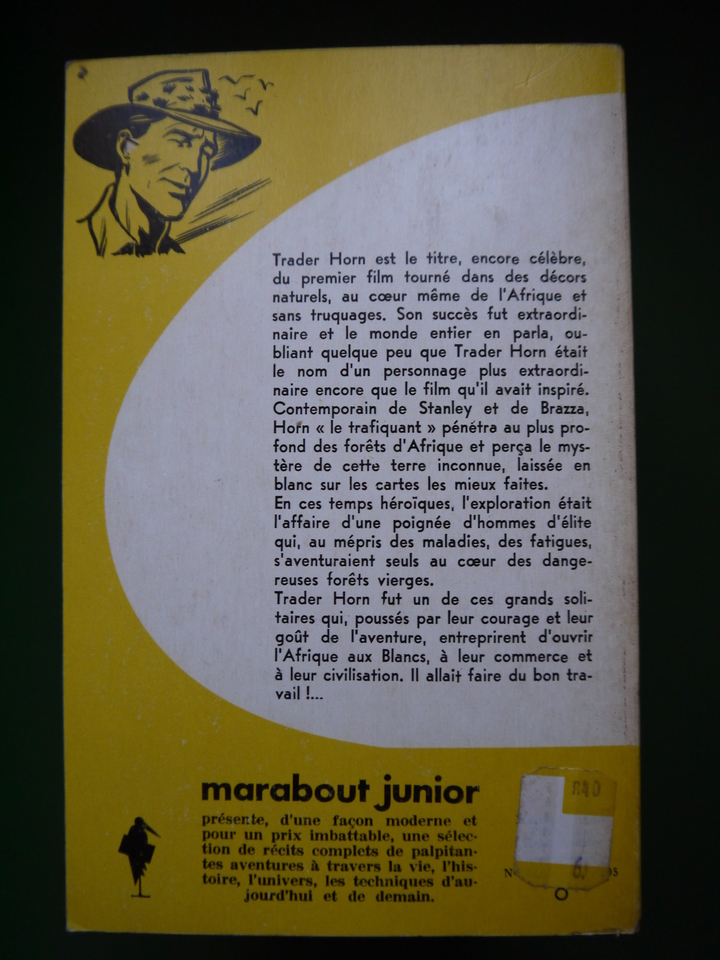 Trader Horn est le titre, encore célèbre,
du premier film tourné dans des décors
naturels, au cœur même de l'Afrique et
sans truquages. Son succès fut extraordi-
naire et le monde entier en parla, ou-
bliant quelque peu que Trader Horn était
le nom d'un personnage plus extraordi-
naire encore que le film qu'il avait inspiré.
Contemporain de Stanley et de Brazza,
Horn « le trafiquant » pénétra au plus pro-
fond des forêts d'Afrique et perça le mys-
tère de cette terre inconnue, laissée en
blanc sur les cartes les mieux faites.
En ces temps héroïques, l'exploration était
l'affaire d'une poignée d'hommes d'élite
qui, au mépris des maladies, des fatigues,
s'aventuraient seuls au cœur des dange-
reuses forêts vierges.
Trader Horn fut un de ces grands soli-
taires qui, poussés par leur courage et leur
goût de l'aventure, entreprirent d'ouvrir
l'Afrique aux Blancs, à leur commerce et
à leur civilisation. Il allait faire du bon tra-
vail !...
marabout junior
présente, d'une façon moderne et
pour un prix imbattable, une sélec-
tion de récits complets de palpitan-
tes aventures à travers la vie, l'his-
toire, l'univers, les techniques d'au-
jourd'hui et de demain.